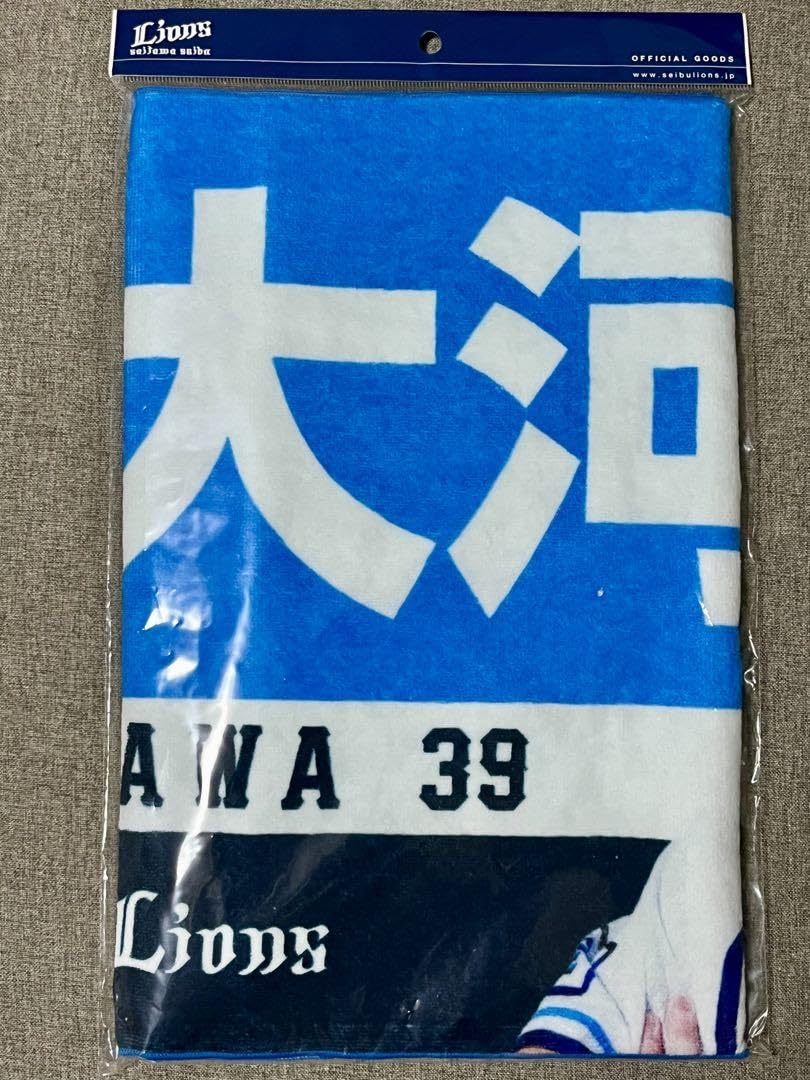 Lions
saitama seibu
OFFICIAL GOODS
www.seibulions.jp
大河
AWA 39
Lions